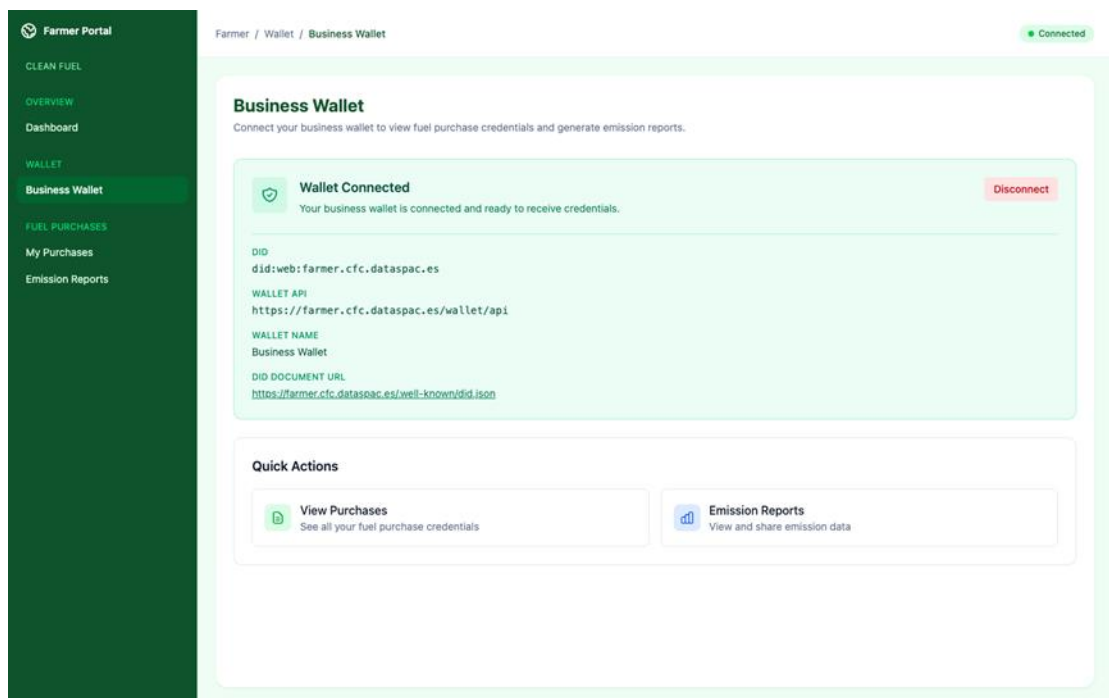 Farmer Portal
CLEAN FUEL
OVERVIEW
Dashboard
WALLET
Business Wallet
FUEL PURCHASES
My Purchases
Emission Reports
Farmer / Wallet / Business Wallet
Connected
Business Wallet
Connect your business wallet to view fuel purchase credentials and generate emission reports.
Wallet Connected
Your business wallet is connected and ready to receive credentials.
Disconnect
DID
did:web:farmer.cfc.dataspac.es
WALLET API
https://farmer.cfc.dataspac.es/wallet/api
WALLET NAME
Business Wallet
DID DOCUMENT URL
https://farmer.cfc.dataspac.es/.well-known/did.json
Quick Actions
View Purchases
See all your fuel purchase credentials
Emission Reports
View and share emission data